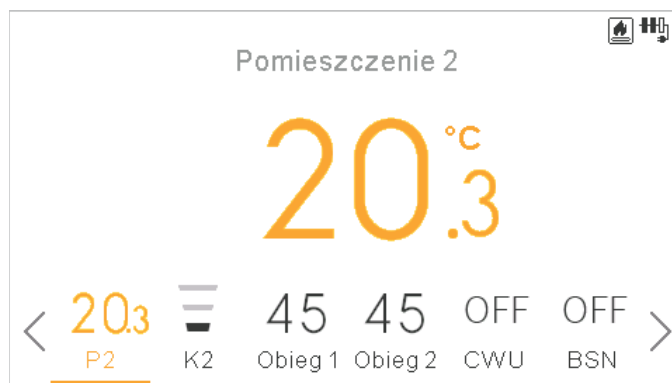 Pomieszczenie 2
20.3 °C
20.3 45 45 OFF OFF
P2 K2 Obieg 1 Obieg 2 CWU BSN